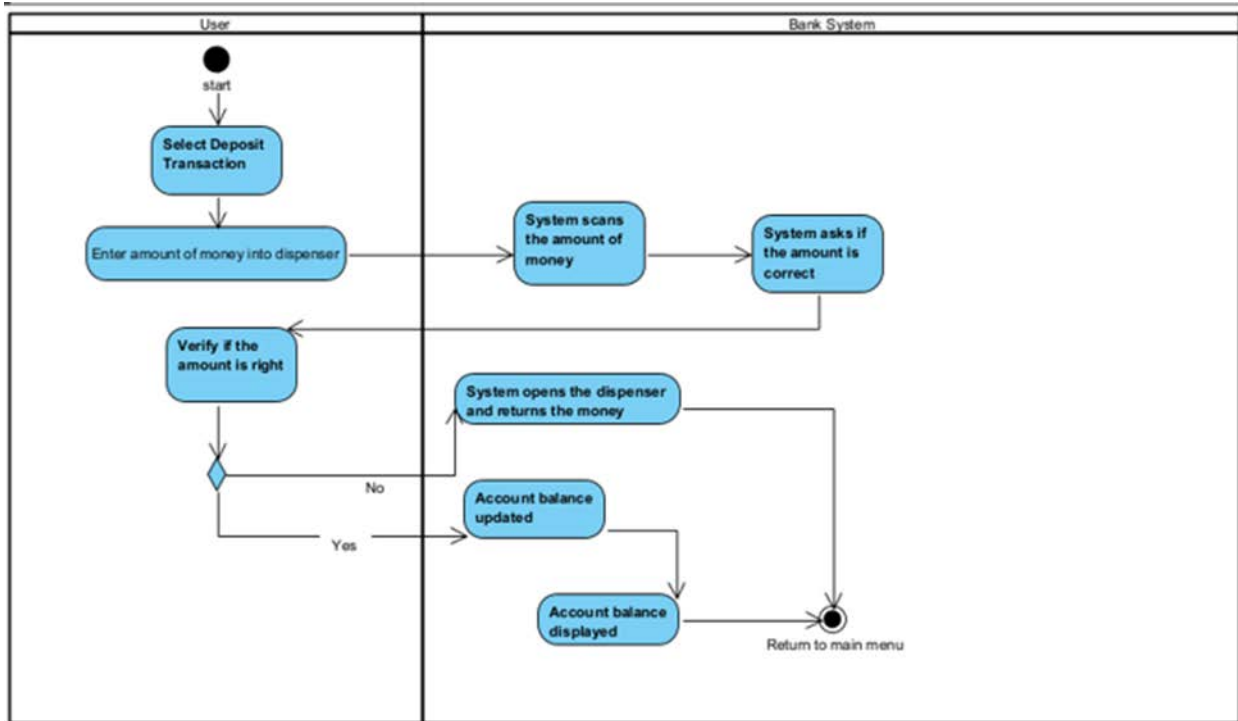 User
Bank System
start
Select Deposit
Transaction
Enter amount of money into dispenser
System scans
the amount of
money
System asks if
the amount is
correct
Verify if the
amount is right
System opens the dispenser
and returns the money
No
Account balance
updated
Yes
Account balance
displayed
Return to main menu